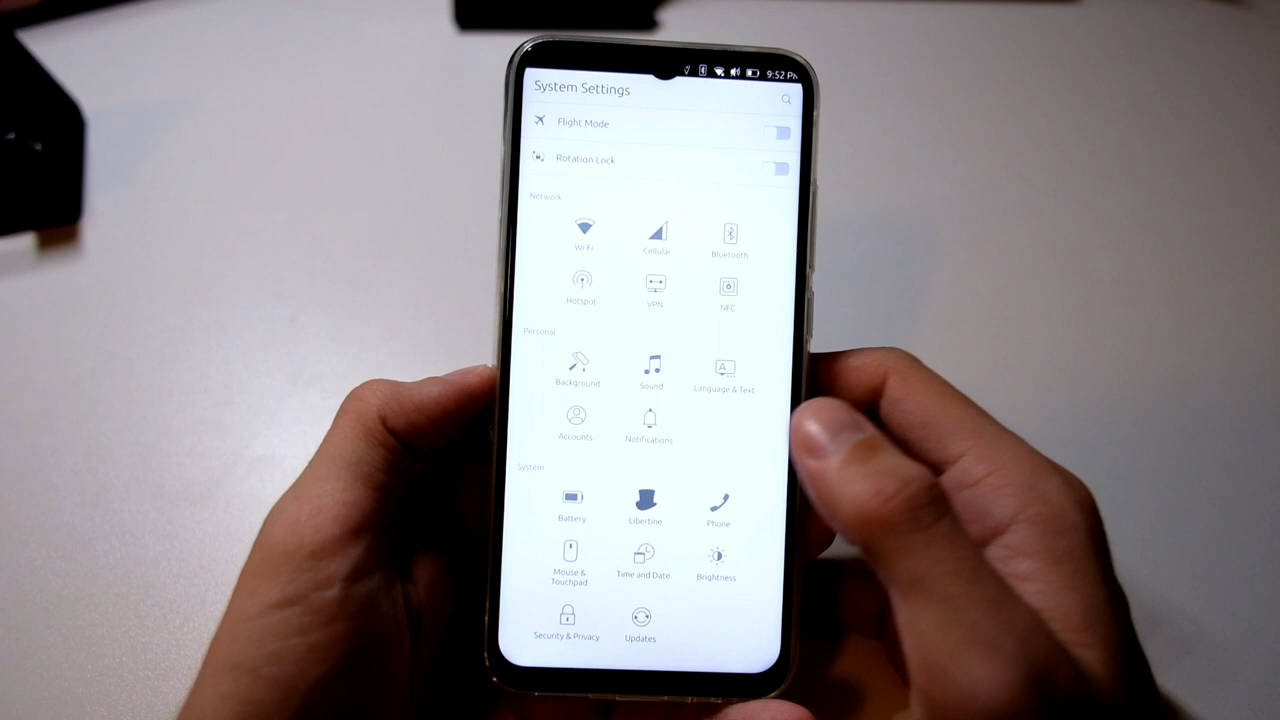 9:52 PM
System Settings
Flight Mode
Rotation Lock
Network
Wi-Fi
Cellular
Bluetooth
Hotspot
VPN
NFC
Personal
Background
Sound
Language & Text
Accounts
Notifications
System
Battery
Libertine
Phone
Mouse &
Touchpad
Time and Date
Brightness
Security & Privacy
Updates